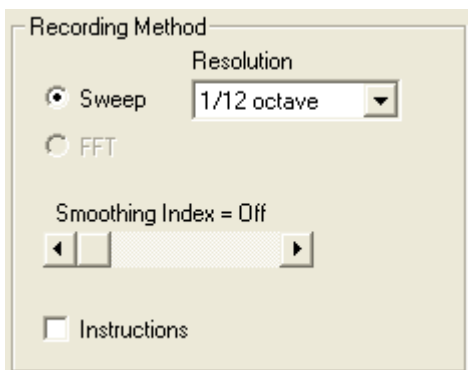 Recording Method
Resolution
Sweep
1/12 octave
FFT
Smoothing Index = Off
Instructions